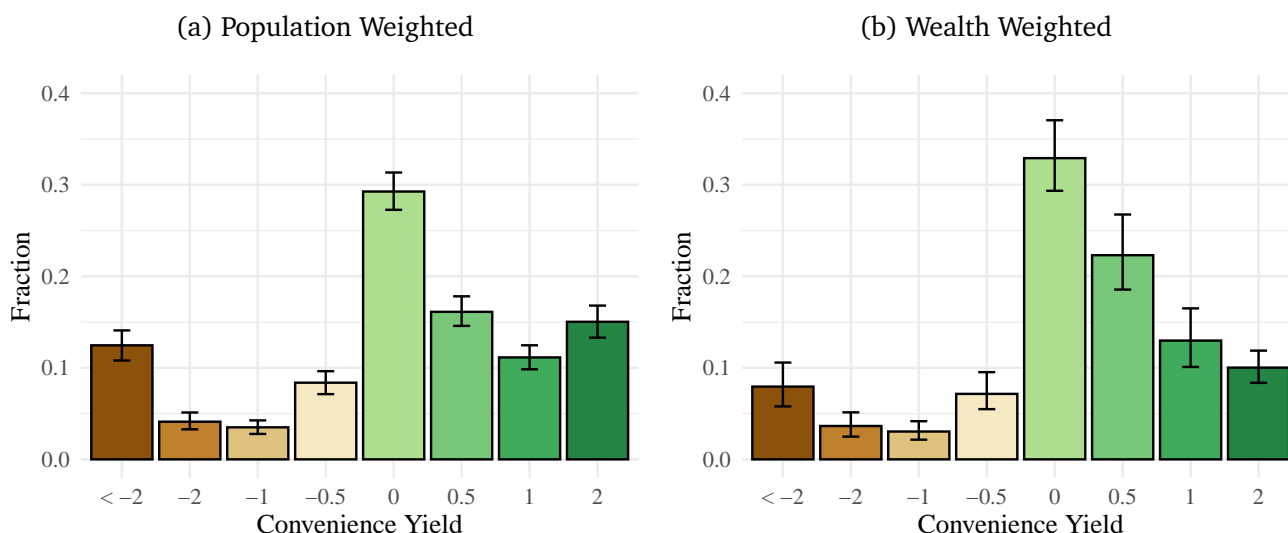 (a) Population Weighted
0.4
0.3
0.2
0.1
0.0
Fraction
< −2 −2 −1 −0.5 0 0.5 1 2
Convenience Yield
(b) Wealth Weighted
0.4
0.3
0.2
0.1
0.0
Fraction
< −2 −2 −1 −0.5 0 0.5 1 2
Convenience Yield